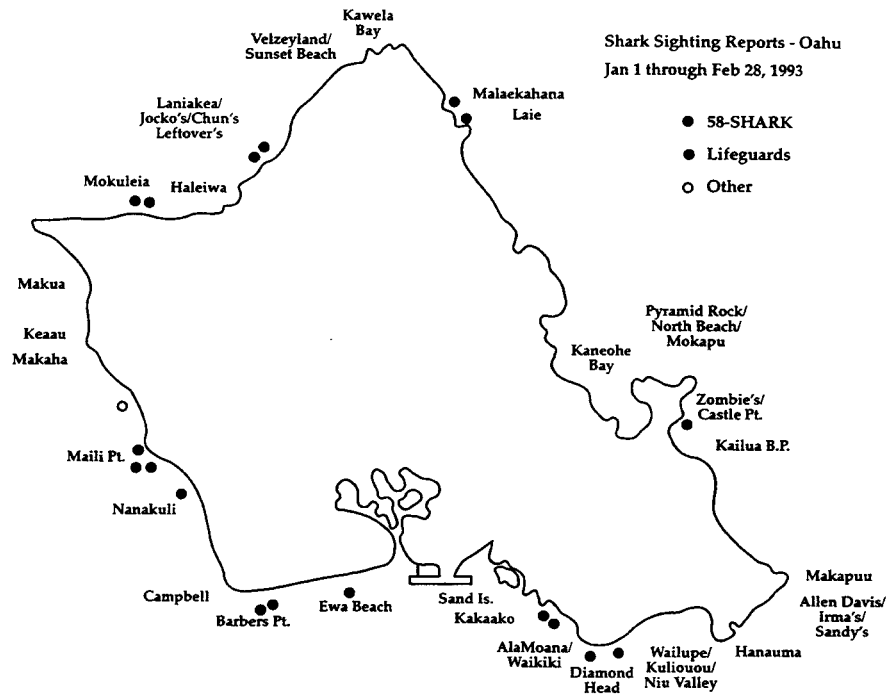 Kawela
Bay
Velzeyland/
Sunset Beach
Shark Sighting Reports - Oahu
Jan 1 through Feb 28, 1993
Malaekahana
Laie
Laniakea/
Jocko's/Chun's
Leftover's
58-SHARK
Lifeguards
Other
Mokuleia
Haleiwa
Makua
Keaau
Makaha
Pyramid Rock/
North Beach/
Mokapu
Kaneohe
Bay
Zombie's/
Castle Pt.
Kailua B.P.
Maili Pt.
Nanakuli
Campbell
Barbers Pt.
Ewa Beach
Sand Is.
Kakaako
AlaMoana/
Waikiki
Diamond
Head
Wailupe/
Kuliouou/
Niu Valley
Hanauma
Makapuu
Allen Davis/
Irma's/
Sandy's